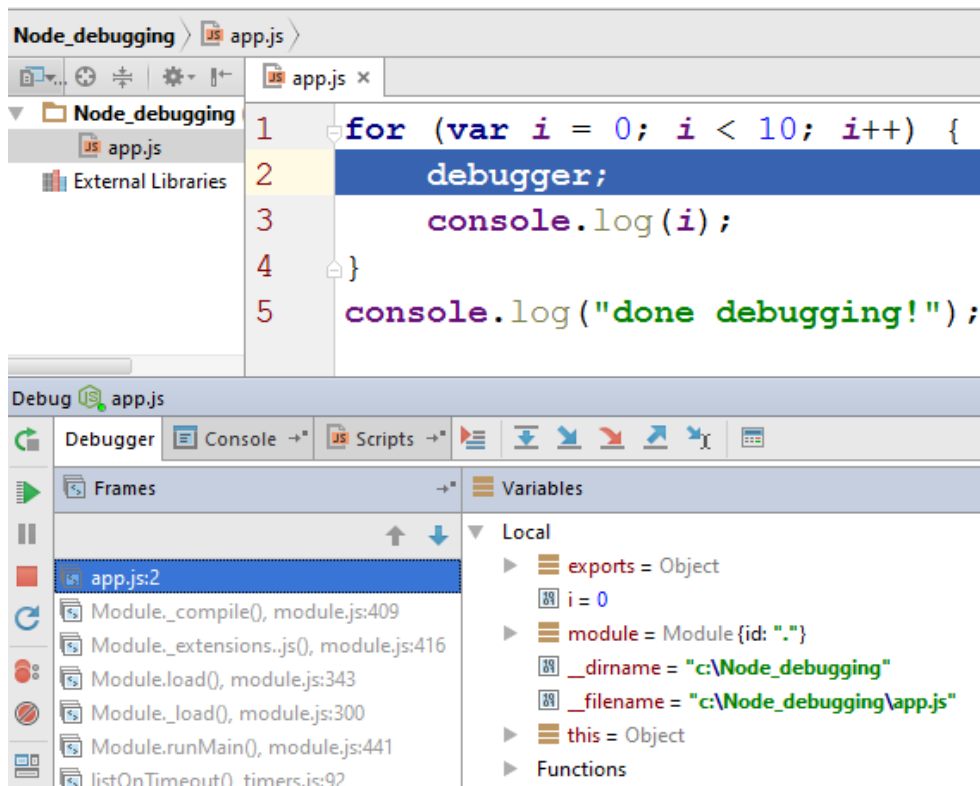 Node_debugging app.js
app.js
Node_debugging
app.js
External Libraries
1 for (var i = 0; i < 10; i++) {
2 debugger;
3 console.log(i);
4 }
5 console.log("done debugging!");
Debug app.js
Debugger Console Scripts
Frames
app.js:2
Module._compile(), module.js:409
Module._extensions..js(), module.js:416
Module.load(), module.js:343
Module._load(), module.js:300
Module.runMain(), module.js:441
listOnTimeout(), timers.js:92
Variables
Local
exports = Object
i = 0
module = Module {id: "."}
__dirname = "c:\Node_debugging"
__filename = "c:\Node_debugging\app.js"
this = Object
Functions